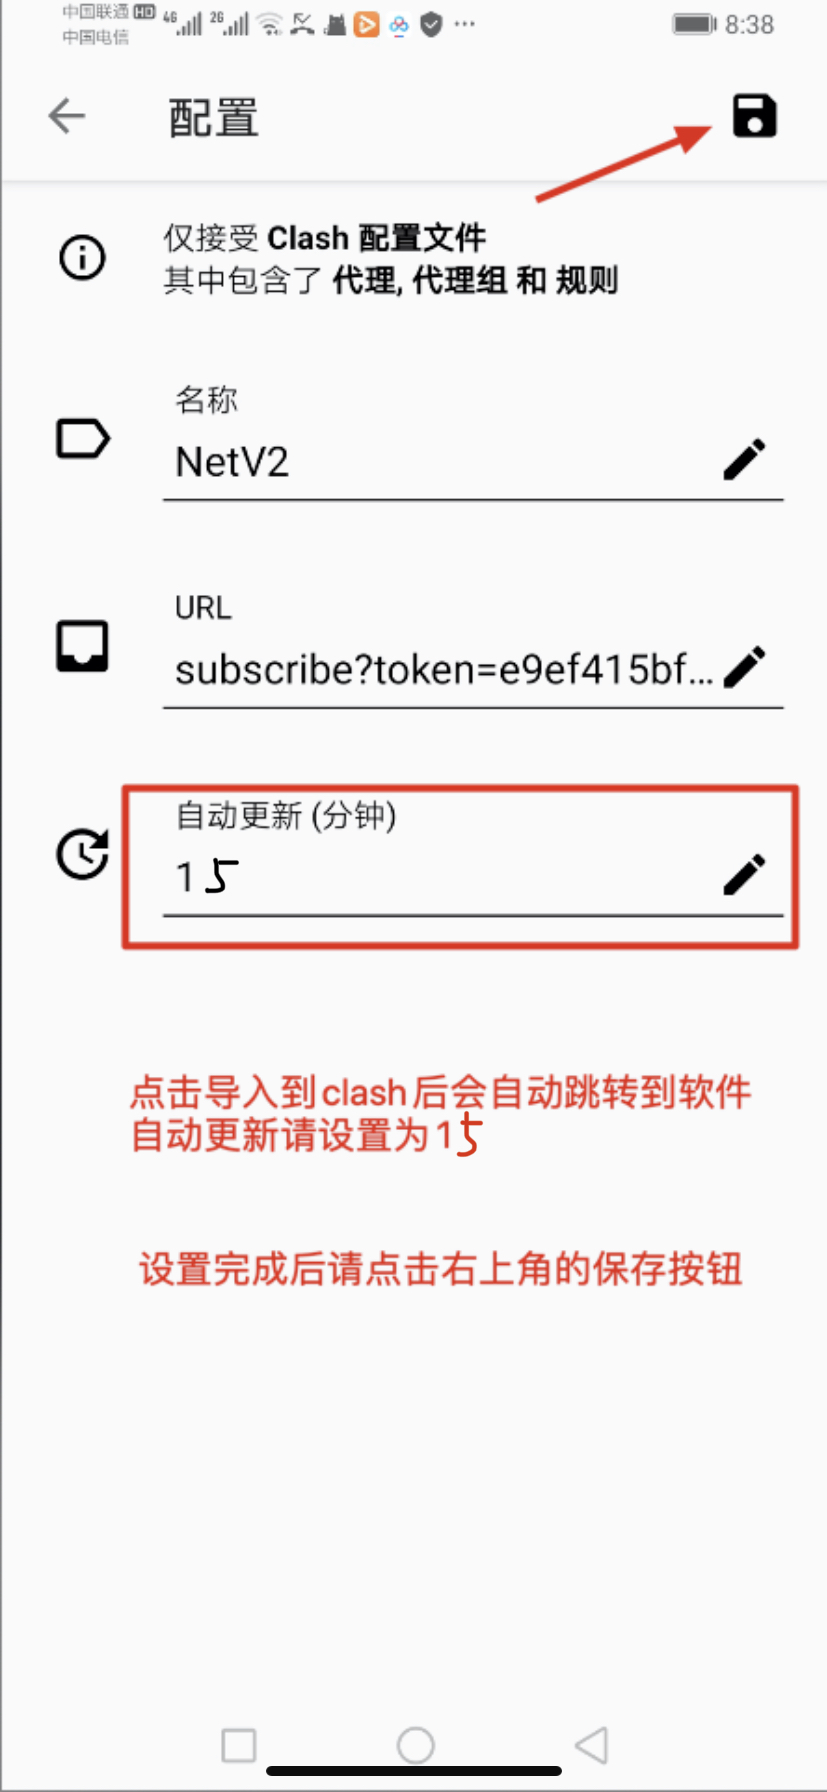 中国联通 HD 4G 2G 8:38
中国电信
配置
仅接受 Clash 配置文件
其中包含了 代理, 代理组 和 规则
名称
NetV2
URL
subscribe?token=e9ef415bf...
自动更新 (分钟)
15
点击导入到clash后会自动跳转到软件
自动更新请设置为15
设置完成后请点击右上角的保存按钮